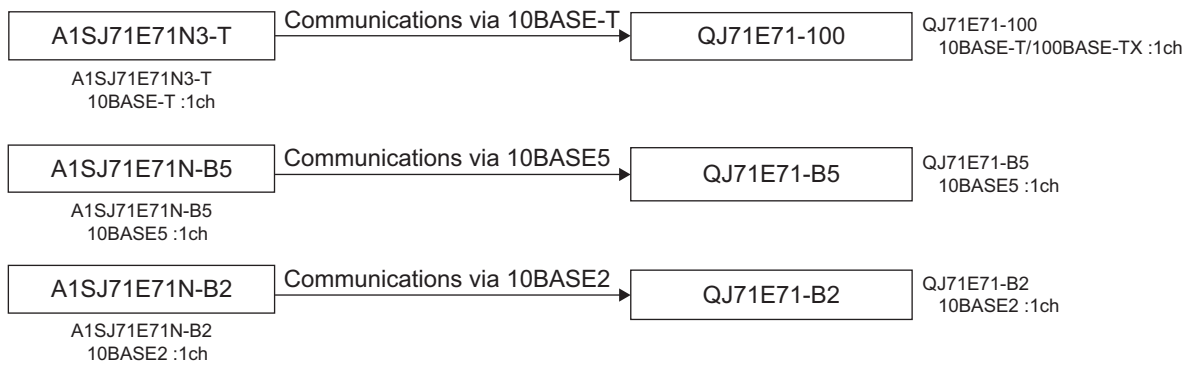 A1SJ71E71N3-T
Communications via 10BASE-T
QJ71E71-100
QJ71E71-100
10BASE-T/100BASE-TX :1ch
A1SJ71E71N3-T
10BASE-T :1ch
A1SJ71E71N-B5
Communications via 10BASE5
QJ71E71-B5
QJ71E71-B5
10BASE5 :1ch
A1SJ71E71N-B5
10BASE5 :1ch
A1SJ71E71N-B2
Communications via 10BASE2
QJ71E71-B2
QJ71E71-B2
10BASE2 :1ch
A1SJ71E71N-B2
10BASE2 :1ch